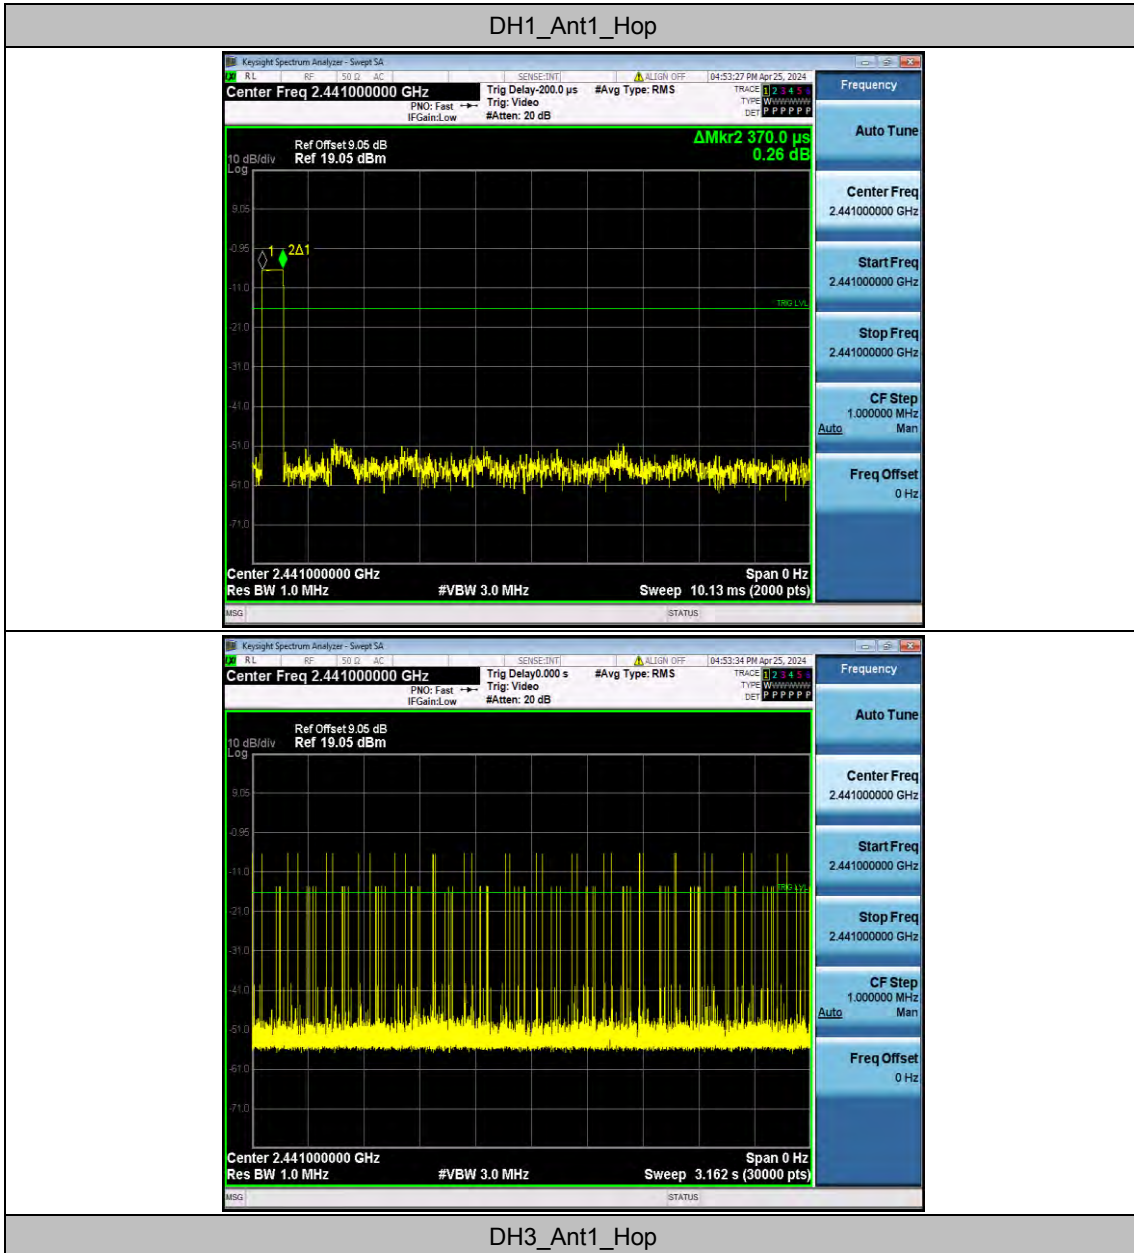 DH1_Ant1_Hop
Keysight Spectrum Analyzer - Swept SA
RL RF 50 Ω AC SENSE:INT ALIGN OFF 04:53:27 PM Apr 25, 2024
Center Freq 2.441000000 GHz
PNO: Fast
IFGain:Low
Trig Delay-200.0 µs
Trig: Video
#Atten: 20 dB
#Avg Type: RMS
TRACE 1 2 3 4 5 6
TYPE W
DET P P P P P P
ΔMkr2 370.0 µs
0.26 dB
Ref Offset 9.05 dB
10 dB/div Ref 19.05 dBm
Log
9.05
-0.95
1 2Δ1
-11.0
TRIG LVL
-21.0
-31.0
-41.0
-51.0
-61.0
-71.0
Center 2.441000000 GHz Span 0 Hz
Res BW 1.0 MHz #VBW 3.0 MHz Sweep 10.13 ms (2000 pts)
MSG STATUS
Frequency
Auto Tune
Center Freq
2.441000000 GHz
Start Freq
2.441000000 GHz
Stop Freq
2.441000000 GHz
CF Step
1.000000 MHz
Auto Man
Freq Offset
0 Hz
Keysight Spectrum Analyzer - Swept SA
RL RF 50 Ω AC SENSE:INT ALIGN OFF 04:53:34 PM Apr 25, 2024
Center Freq 2.441000000 GHz
PNO: Fast
IFGain:Low
Trig Delay0.000 s
Trig: Video
#Atten: 20 dB
#Avg Type: RMS
TRACE 1 2 3 4 5 6
TYPE W
DET P P P P P P
Ref Offset 9.05 dB
10 dB/div Ref 19.05 dBm
Log
9.05
-0.95
-11.0
TRIG LVL
-21.0
-31.0
-41.0
-51.0
-61.0
-71.0
Center 2.441000000 GHz Span 0 Hz
Res BW 1.0 MHz #VBW 3.0 MHz Sweep 3.162 s (30000 pts)
MSG STATUS
Frequency
Auto Tune
Center Freq
2.441000000 GHz
Start Freq
2.441000000 GHz
Stop Freq
2.441000000 GHz
CF Step
1.000000 MHz
Auto Man
Freq Offset
0 Hz
DH3_Ant1_Hop